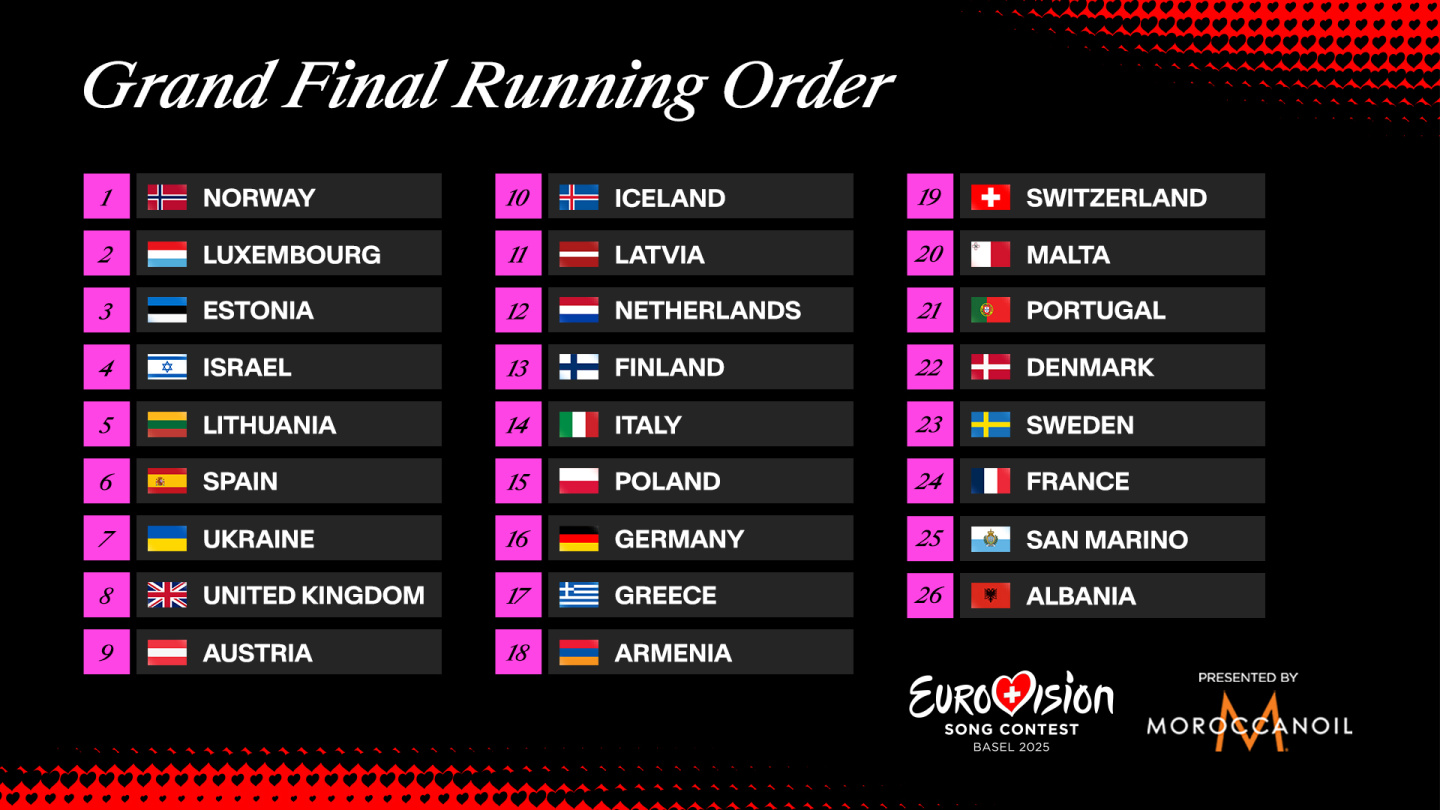 Grand Final Running Order
1 NORWAY
2 LUXEMBOURG
3 ESTONIA
4 ISRAEL
5 LITHUANIA
6 SPAIN
7 UKRAINE
8 UNITED KINGDOM
9 AUSTRIA
10 ICELAND
11 LATVIA
12 NETHERLANDS
13 FINLAND
14 ITALY
15 POLAND
16 GERMANY
17 GREECE
18 ARMENIA
19 SWITZERLAND
20 MALTA
21 PORTUGAL
22 DENMARK
23 SWEDEN
24 FRANCE
25 SAN MARINO
26 ALBANIA
EUROVISION
SONG CONTEST
BASEL 2025
PRESENTED BY
M
MOROCCANOIL